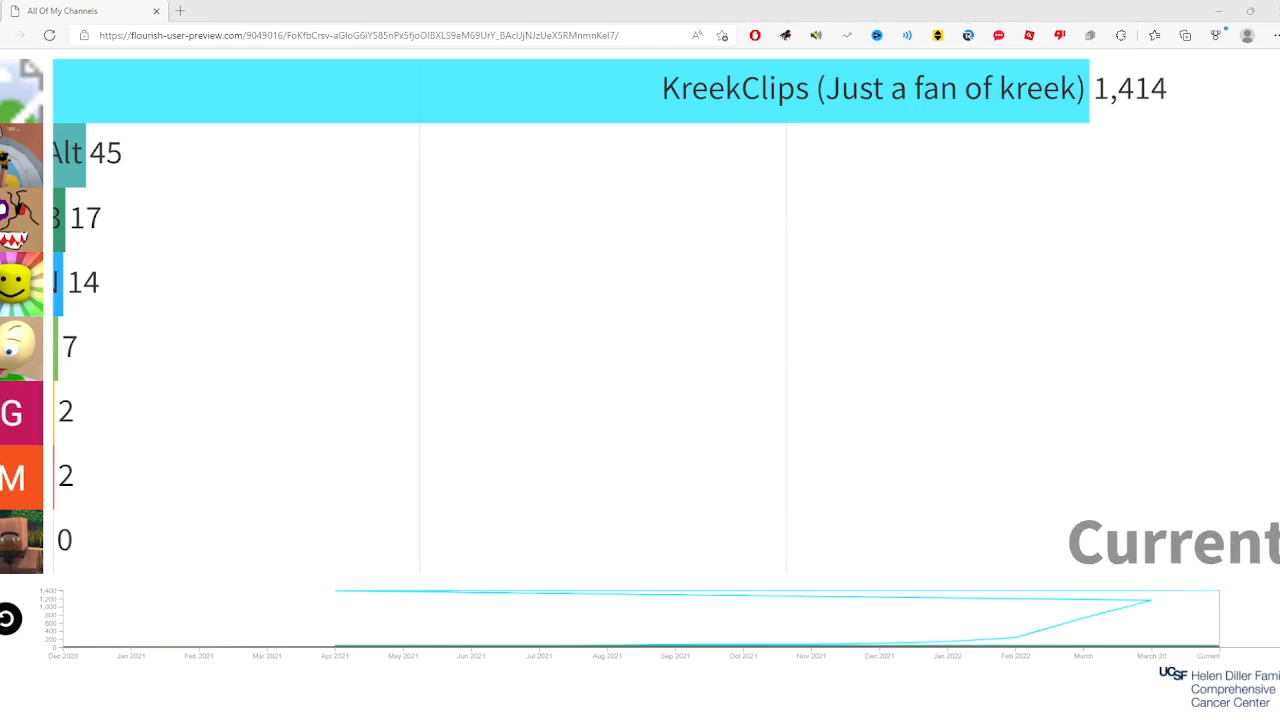 All Of My Channels
https://flourish-user-preview.com/9049016/
KreekClips (Just a fan of kreek) 1,414
Alt 45
17
14
7
G 2
M 2
0
Current
1,400
1,200
1,000
800
600
400
200
0
Dec 2020 Jan 2021 Feb 2021 Mar 2021 Apr 2021 May 2021 Jun 2021 Jul 2021 Aug 2021 Sep 2021 Oct 2021 Nov 2021 Dec 2021 Jan 2022 Feb 2022 March March 20 Current
UCSF Helen Diller Fami
Comprehensive
Cancer Center